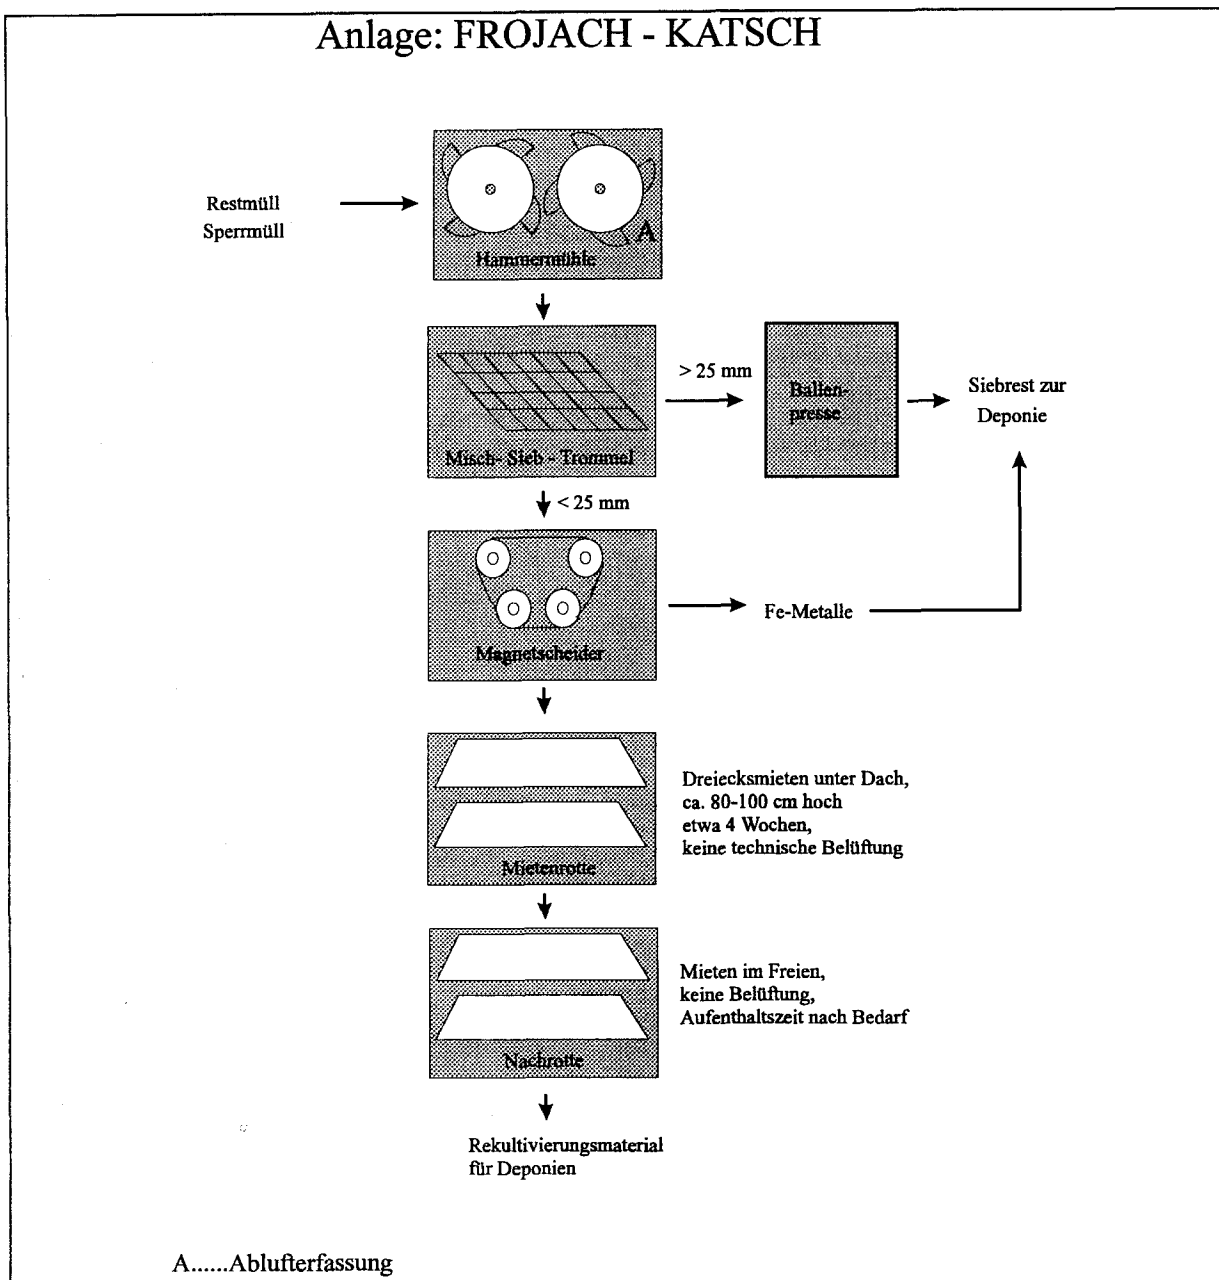 Anlage: FROJACH - KATSCH
Restmüll
Sperrmüll
A
Hammermühle
> 25 mm
Ballen-
presse
Siebrest zur
Deponie
Misch- Sieb - Trommel
< 25 mm
Magnetscheider
Fe-Metalle
Dreiecksmieten unter Dach,
ca. 80-100 cm hoch
etwa 4 Wochen,
keine technische Belüftung
Mietenrotte
Mieten im Freien,
keine Belüftung,
Aufenthaltszeit nach Bedarf
Nachrotte
Rekultivierungsmaterial
für Deponien
A......Ablufterfassung